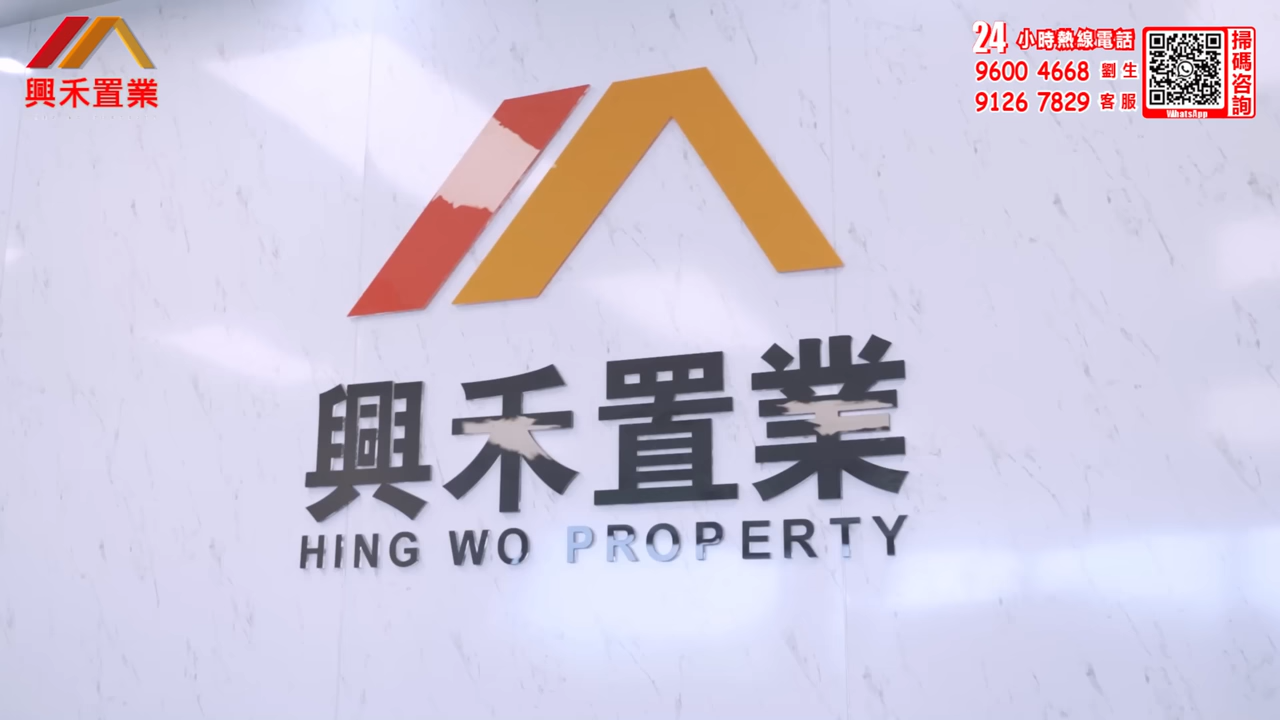 興禾置業
24小時熱線電話
9600 4668 劉生
9126 7829 客服
掃碼咨詢
WhatsApp
興禾置業
HING WO PROPERTY